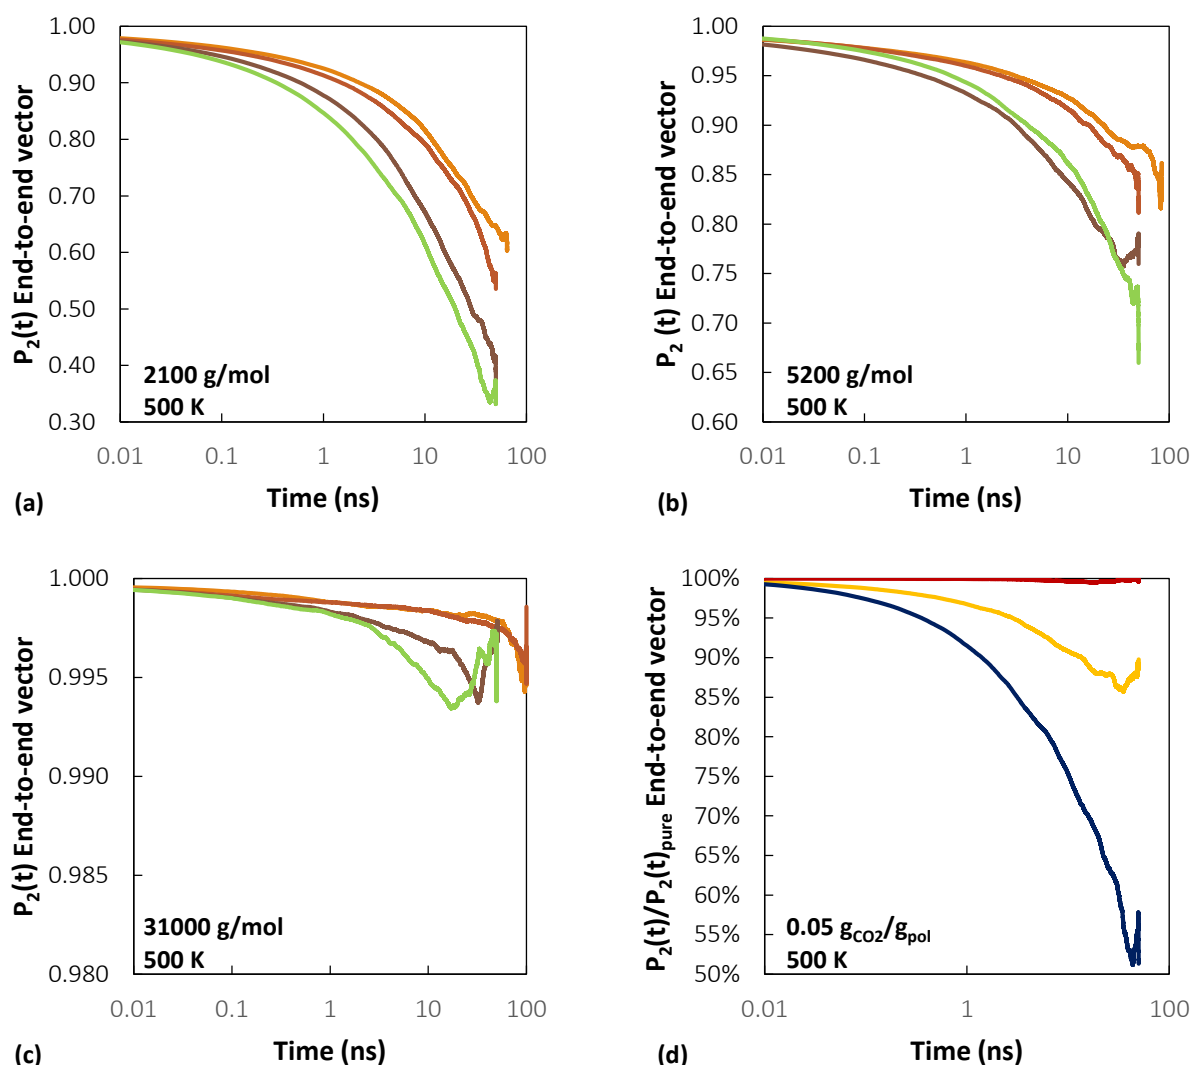 P2(t) End-to-end vector
1.00
0.90
0.80
0.70
0.60
0.50
0.40
0.30
2100 g/mol
500 K
0.01 0.1 1 10 100
Time (ns)
(a)
P2 (t) End-to-end vector
1.00
0.95
0.90
0.85
0.80
0.75
0.70
0.65
0.60
5200 g/mol
500 K
0.01 0.1 1 10 100
Time (ns)
(b)
P2(t) End-to-end vector
1.000
0.995
0.990
0.985
0.980
31000 g/mol
500 K
0.01 0.1 1 10 100
Time (ns)
(c)
P2(t)/P2(t)pure End-to-end vector
100%
95%
90%
85%
80%
75%
70%
65%
60%
55%
50%
0.05 gCO2/gpol
500 K
0.01 1 100
Time (ns)
(d)